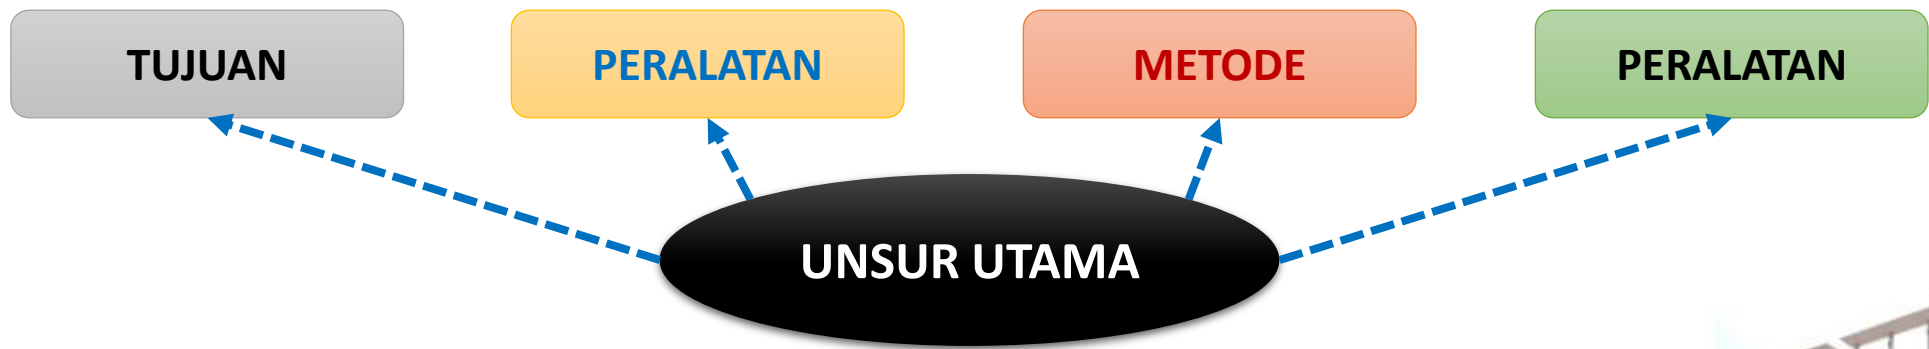 TUJUAN
PERALATAN
METODE
PERALATAN
UNSUR UTAMA